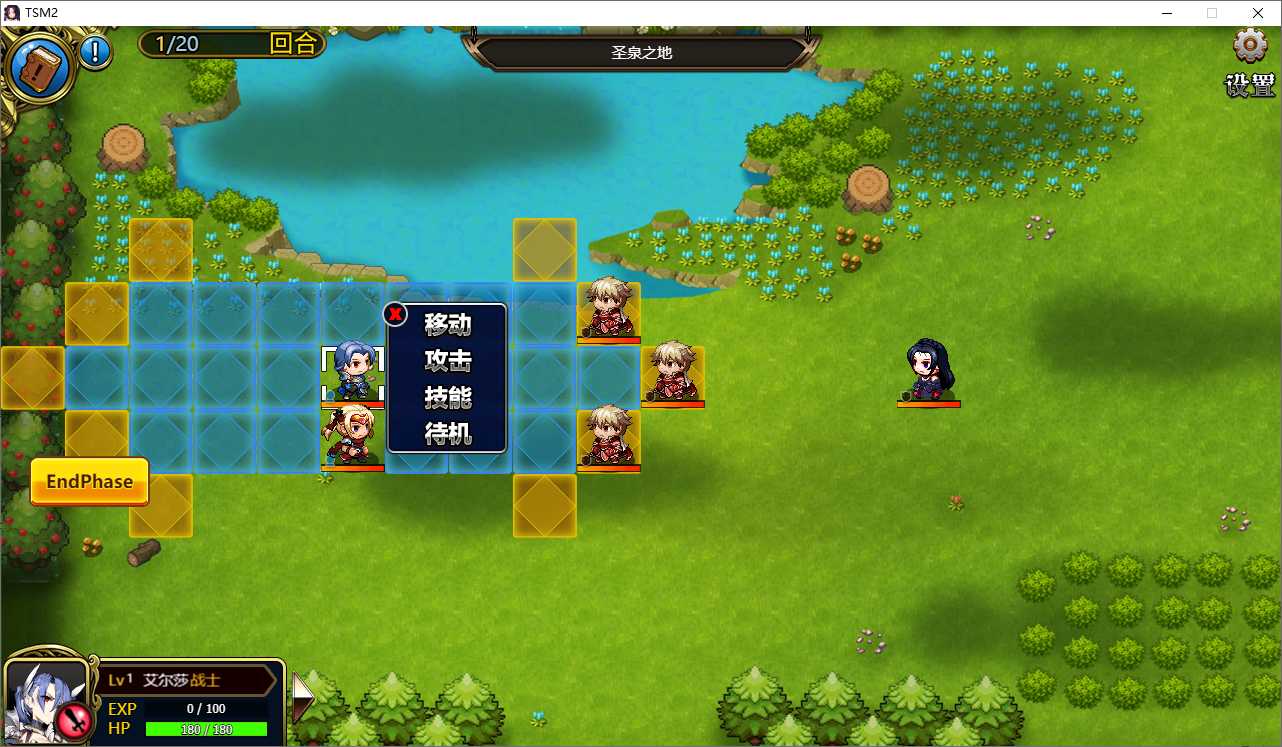 TSM2
1/20 回合
圣泉之地
设置
移动
攻击
技能
待机
EndPhase
Lv1 艾尔莎战士
EXP 0 / 100
HP 180 / 180